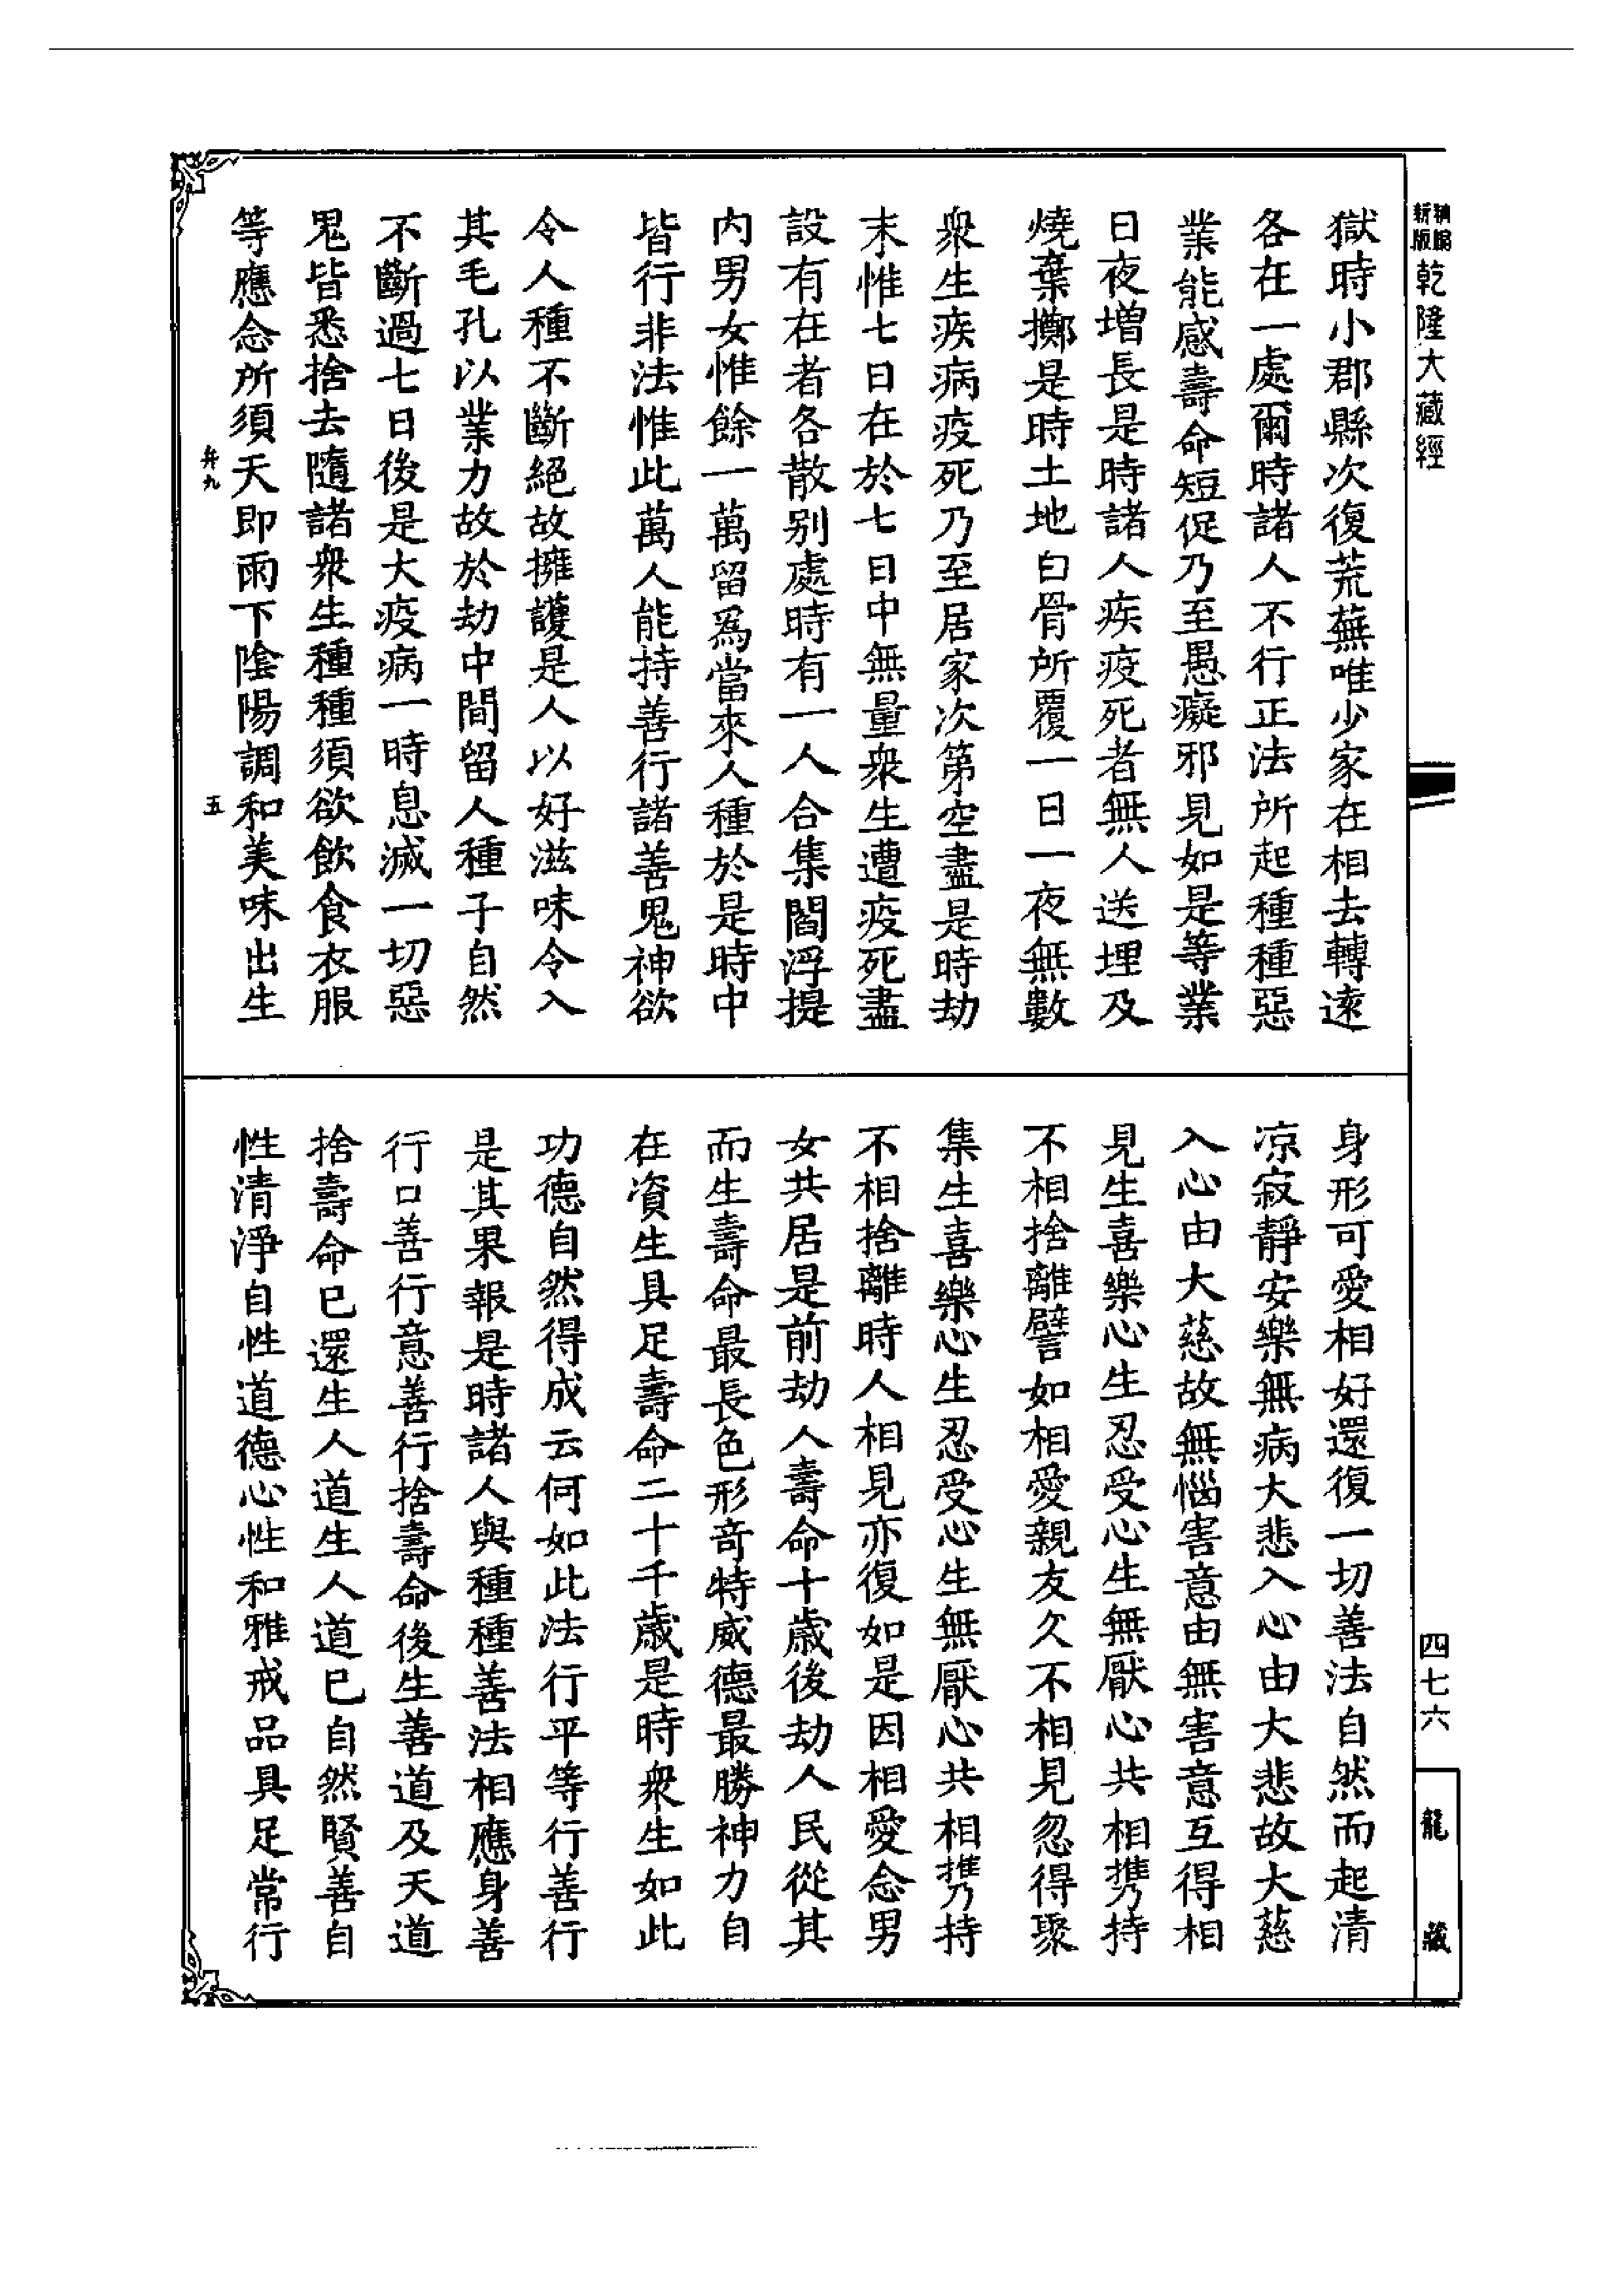 精編
新版
乾隆大藏經
獄時小郡縣次復荒蕪唯少家在相去轉遠
各在一處爾時諸人不行正法所起種種惡
業能感壽命短促乃至愚癡邪見如是等業
日夜增長是時諸人疾疫死者無人送埋及
燒棄擲是時土地白骨所覆一日一夜無數
衆生疾病疫死乃至居家次第空盡是時劫
末惟七日在於七日中無量衆生遭疫死盡
設有在者各散别處時有一人合集閻浮提
内男女惟餘一萬留爲當來人種於是時中
皆行非法惟此萬人能持善行諸善鬼神欲
令人種不斷絕故擁護是人以好滋味令入
其毛孔以業力故於劫中間留人種子自然
不斷過七日後是大疫病一時息滅一切惡
鬼皆悉捨去隨諸衆生種種須欲飲食衣服
等應念所須天即雨下陰陽調和美味出生
弁九
五
身形可愛相好還復一切善法自然而起清
凉寂靜安樂無病大悲入心由大悲故大慈
入心由大慈故無惱害意由無害意互得相
見生喜樂心生忍受心生無厭心共相攜持
不相捨離譬如相愛親友久不相見忽得聚
集生喜樂心生忍受心生無厭心共相攜持
不相捨離時人相見亦復如是因相愛念男
女共居是前劫人壽命十歲後劫人民從其
而生壽命最長色形奇特威德最勝神力自
在資生具足壽命二十千歲是時衆生如此
功德自然得成云何如此法行平等行善行
是其果報是時諸人與種種善法相應身善
行口善行意善行捨壽命後生善道及天道
捨壽命已還生人道生人道已自然賢善自
性清淨自性道德心性和雅戒品具足常行
四七六
龍藏